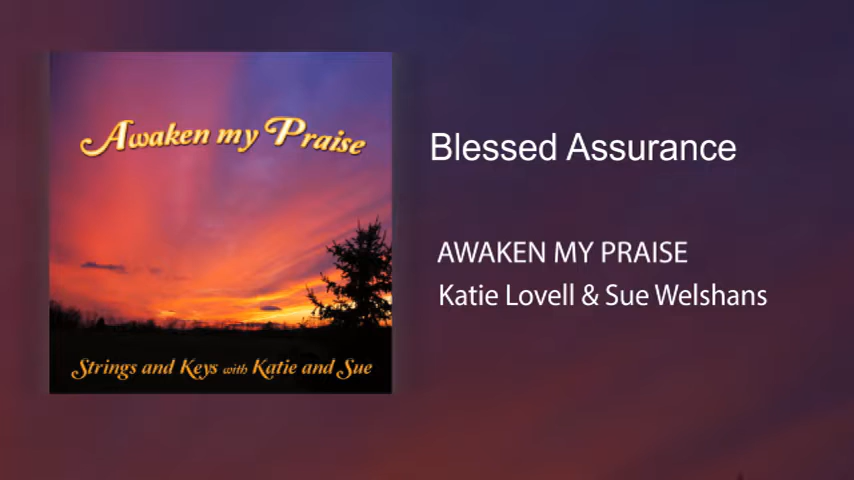 Awaken my Praise
Strings and Keys with Katie and Sue
Blessed Assurance
AWAKEN MY PRAISE
Katie Lovell & Sue Welshans